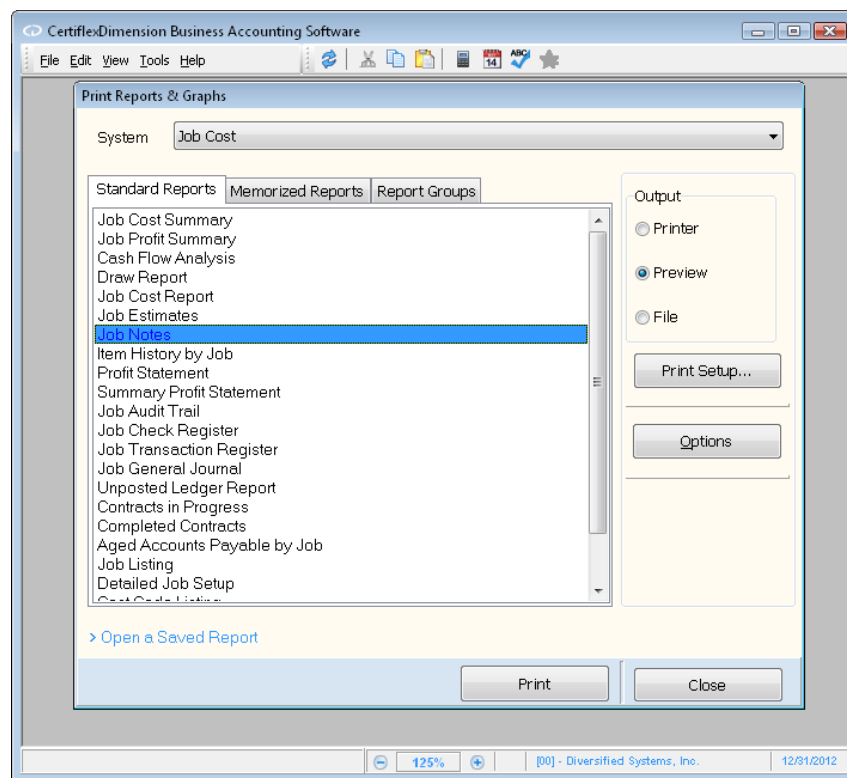 CertiflexDimension Business Accounting Software
File Edit View Tools Help
14 ABC
Print Reports & Graphs
System Job Cost
Standard Reports Memorized Reports Report Groups
Job Cost Summary
Job Profit Summary
Cash Flow Analysis
Draw Report
Job Cost Report
Job Estimates
Job Notes
Item History by Job
Profit Statement
Summary Profit Statement
Job Audit Trail
Job Check Register
Job Transaction Register
Job General Journal
Unposted Ledger Report
Contracts in Progress
Completed Contracts
Aged Accounts Payable by Job
Job Listing
Detailed Job Setup
Cost Code Listing
Output
Printer
Preview
File
Print Setup...
Options
> Open a Saved Report
Print Close
125% [00] - Diversified Systems, Inc. 12/31/2012